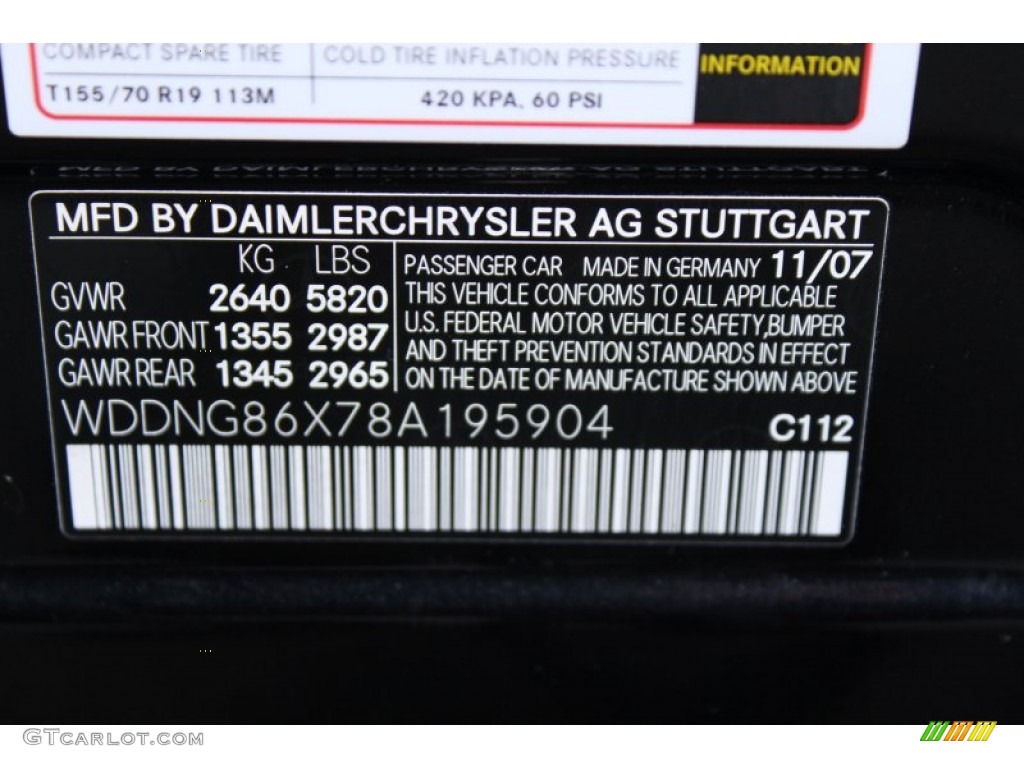 COMPACT SPARE TIRE COLD TIRE INFLATION PRESSURE
INFORMATION
T155/70 R19 113M 420 KPA, 60 PSI
MFD BY DAIMLERCHRYSLER AG STUTTGART
KG LBS
GVWR 2640 5820
GAWR FRONT 1355 2987
GAWR REAR 1345 2965
PASSENGER CAR MADE IN GERMANY 11/07
THIS VEHICLE CONFORMS TO ALL APPLICABLE
U.S. FEDERAL MOTOR VEHICLE SAFETY,BUMPER
AND THEFT PREVENTION STANDARDS IN EFFECT
ON THE DATE OF MANUFACTURE SHOWN ABOVE
WDDNG86X78A195904 C112
GTCARLOT.COM